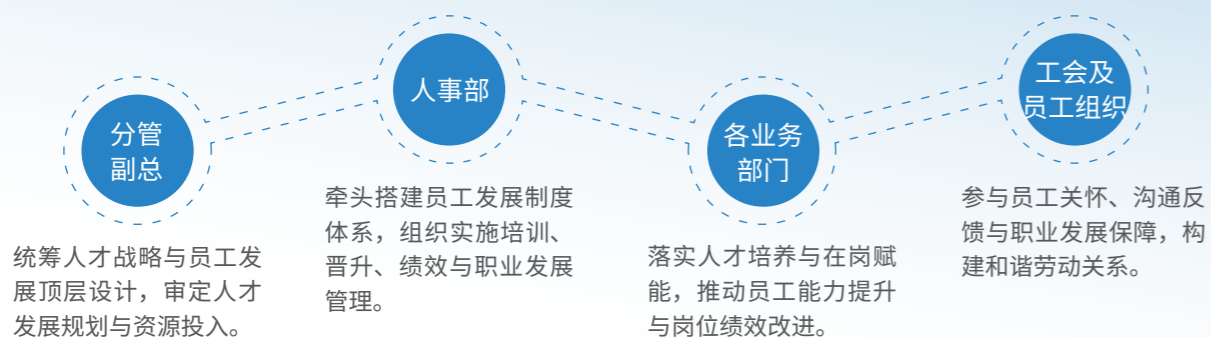 分管
副总
统筹人才战略与员工发
展顶层设计，审定人才
发展规划与资源投入。
人事部
牵头搭建员工发展制度
体系，组织实施培训、
晋升、绩效与职业发展
管理。
各业务
部门
落实人才培养与在岗赋
能，推动员工能力提升
与岗位绩效改进。
工会及
员工组织
参与员工关怀、沟通反
馈与职业发展保障，构
建和谐劳动关系。